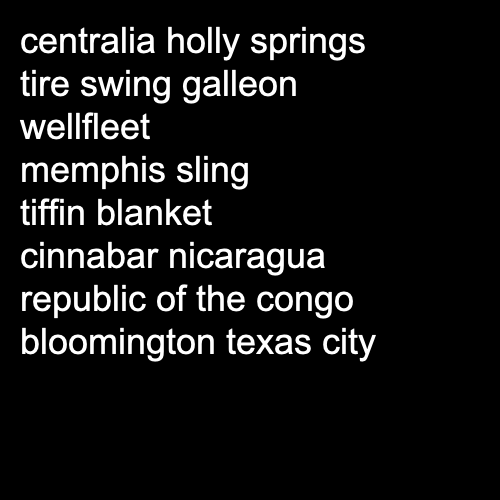 centralia holly springs
tire swing galleon
wellfleet
memphis sling
tiffin blanket
cinnabar nicaragua
republic of the congo
bloomington texas city